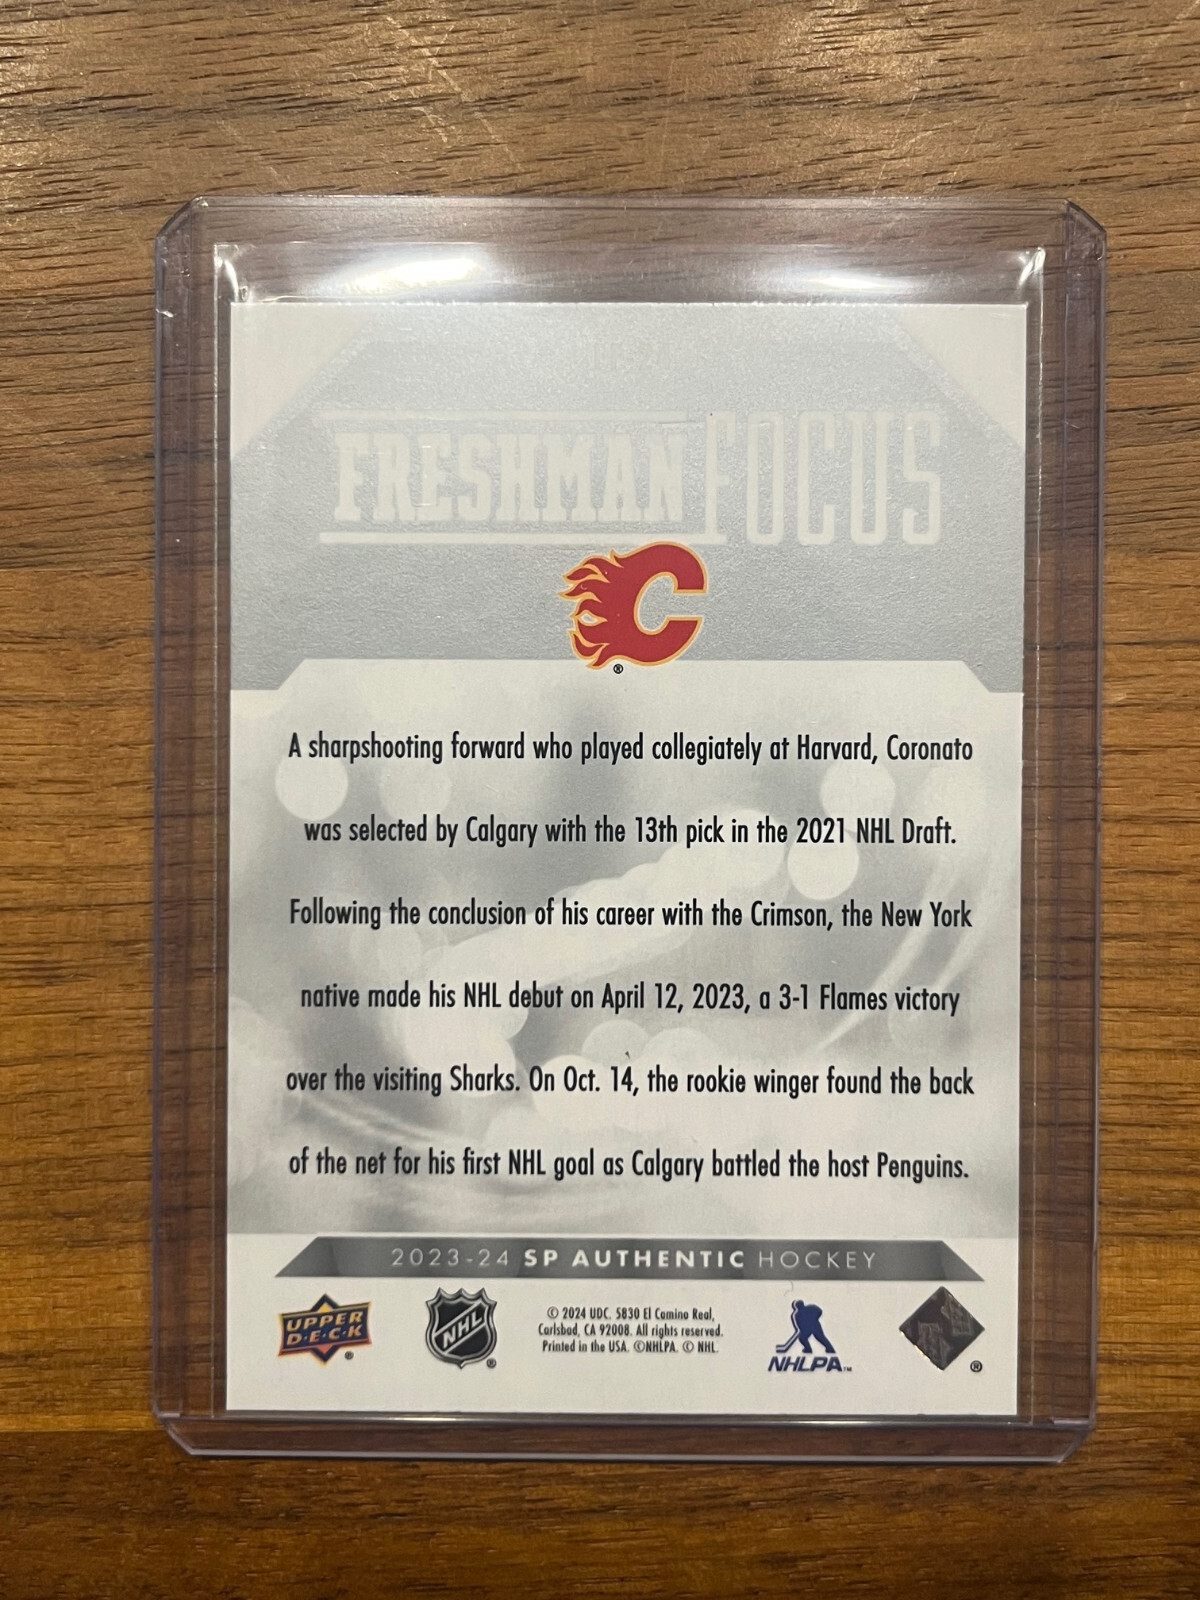 FRESHMAN FOCUS
C
®
A sharpshooting forward who played collegiately at Harvard, Coronato
was selected by Calgary with the 13th pick in the 2021 NHL Draft.
Following the conclusion of his career with the Crimson, the New York
native made his NHL debut on April 12, 2023, a 3-1 Flames victory
over the visiting Sharks. On Oct. 14, the rookie winger found the back
of the net for his first NHL goal as Calgary battled the host Penguins.
2023-24 SP AUTHENTIC HOCKEY
UPPER
D·E·C·K
®
NHL
®
© 2024 UDC. 5830 El Camino Real,
Carlsbad, CA 92008. All rights reserved.
Printed in the USA. ©NHLPA. © NHL.
NHLPA™
®